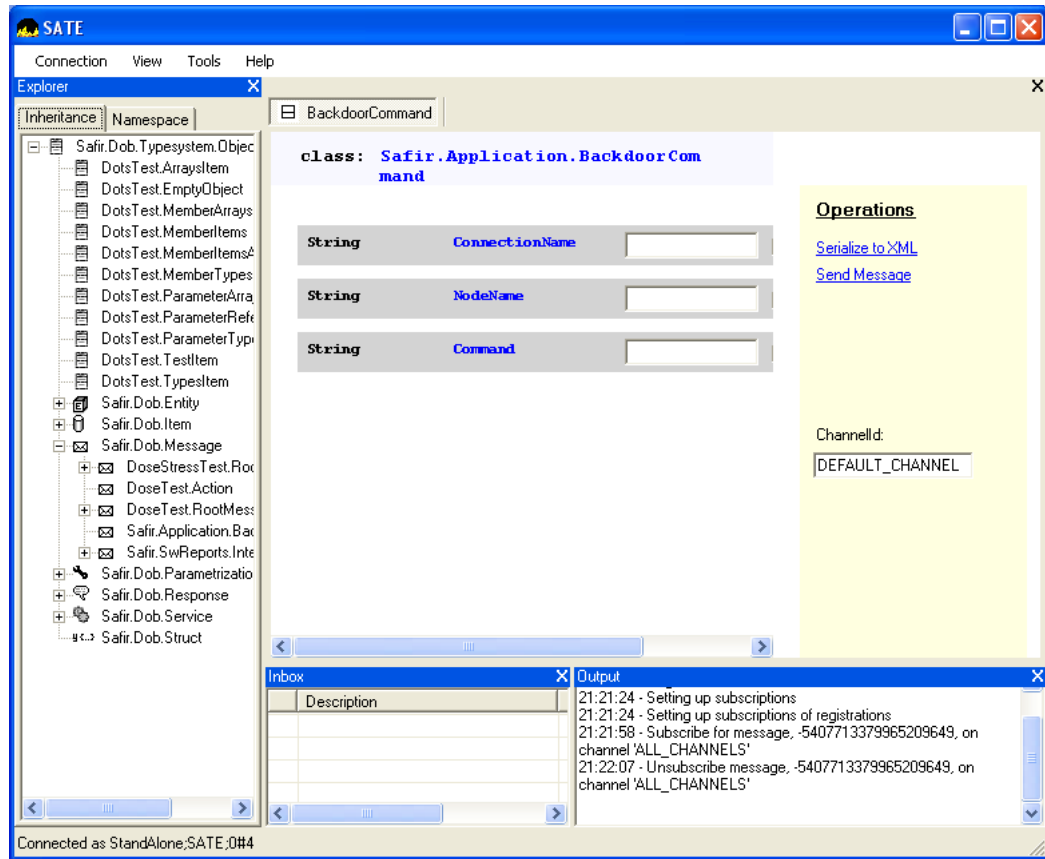 SATE
Connection View Tools Help
Explorer
Inheritance Namespace
Safir.Dob.Typesystem.Objec
DotsTest.ArraysItem
DotsTest.EmptyObject
DotsTest.MemberArrays
DotsTest.MemberItems
DotsTest.MemberItemsA
DotsTest.MemberTypes
DotsTest.ParameterArra
DotsTest.ParameterRefe
DotsTest.ParameterType
DotsTest.TestItem
DotsTest.TypesItem
Safir.Dob.Entity
Safir.Dob.Item
Safir.Dob.Message
DoseStressTest.Roo
DoseTest.Action
DoseTest.RootMess
Safir.Application.Bac
Safir.SwReports.Inte
Safir.Dob.Parametrizatio
Safir.Dob.Response
Safir.Dob.Service
Safir.Dob.Struct
BackdoorCommand
class: Safir.Application.BackdoorCom
mand
String ConnectionName
String NodeName
String Command
Operations
Serialize to XML
Send Message
ChannelId:
DEFAULT_CHANNEL
Inbox
Description
Output
21:21:24 - Setting up subscriptions
21:21:24 - Setting up subscriptions of registrations
21:21:58 - Subscribe for message, -5407713379965209649, on
channel 'ALL_CHANNELS'
21:22:07 - Unsubscribe message, -5407713379965209649, on
channel 'ALL_CHANNELS'
Connected as StandAlone;SATE;0#4